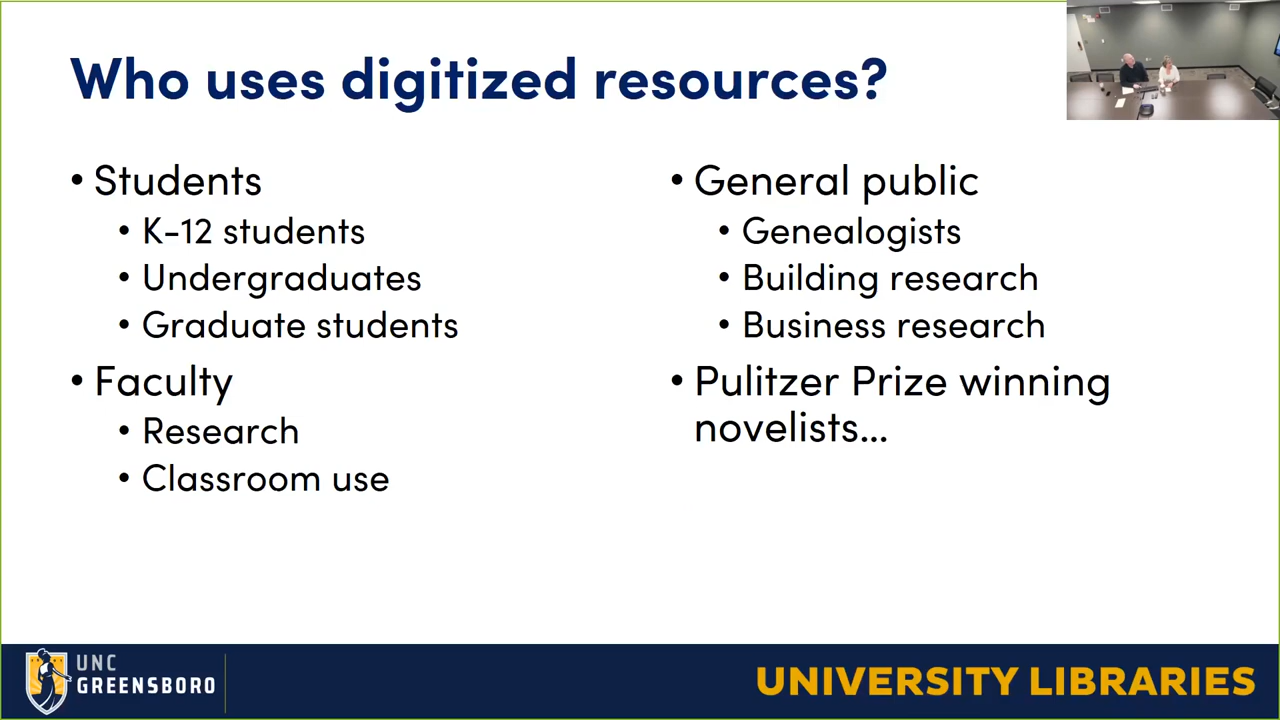 Who uses digitized resources?
• Students
• K-12 students
• Undergraduates
• Graduate students
• Faculty
• Research
• Classroom use
• General public
• Genealogists
• Building research
• Business research
• Pulitzer Prize winning
novelists...
UNC
GREENSBORO
UNIVERSITY LIBRARIES